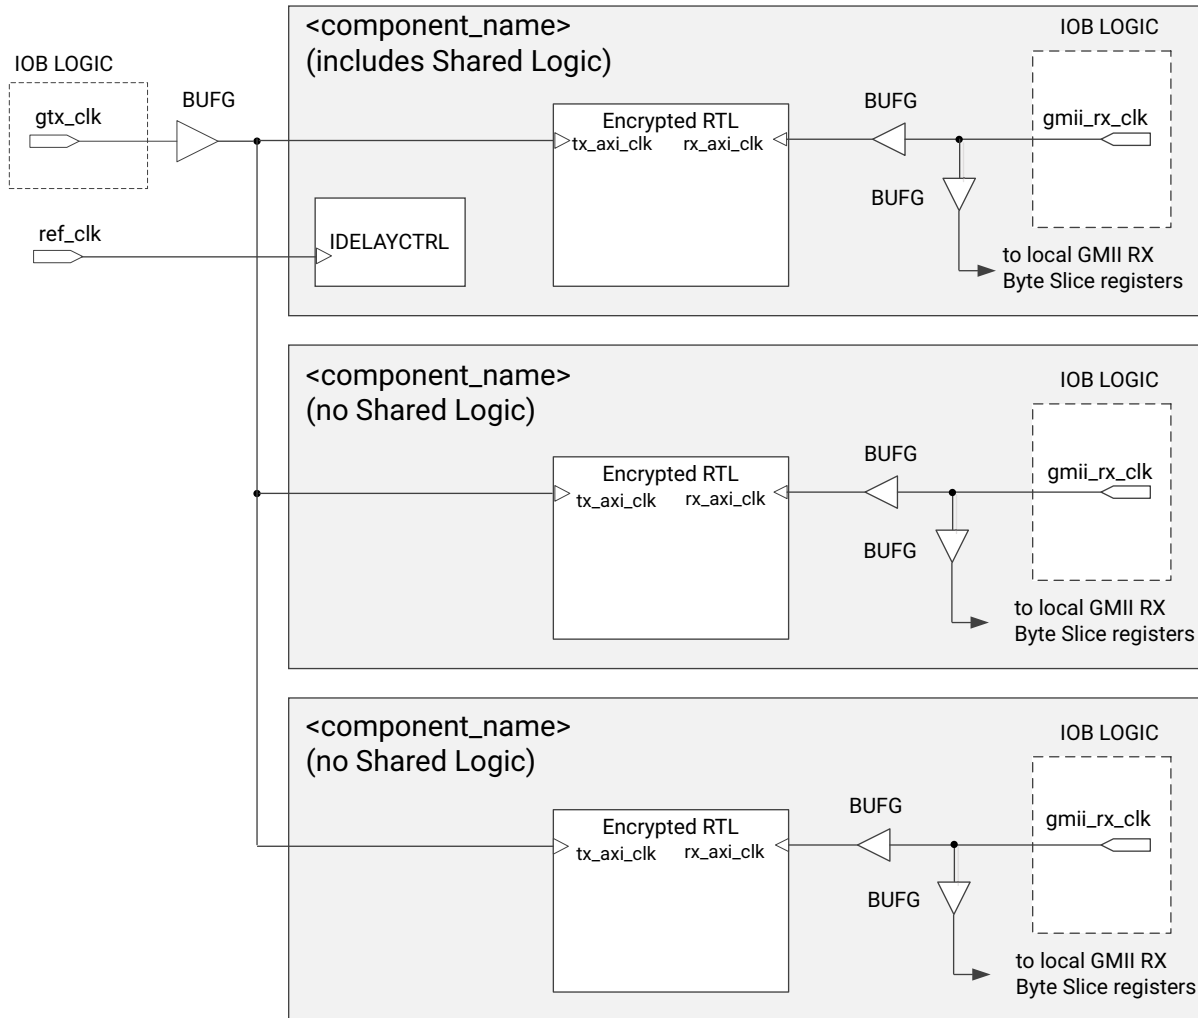 IOB LOGIC
gtx_clk
BUFG
ref_clk
<component_name>
(includes Shared Logic)
IDELAYCTRL
Encrypted RTL
tx_axi_clk rx_axi_clk
BUFG
BUFG
IOB LOGIC
gmii_rx_clk
to local GMII RX
Byte Slice registers
<component_name>
(no Shared Logic)
Encrypted RTL
tx_axi_clk rx_axi_clk
BUFG
BUFG
IOB LOGIC
gmii_rx_clk
to local GMII RX
Byte Slice registers
<component_name>
(no Shared Logic)
Encrypted RTL
tx_axi_clk rx_axi_clk
BUFG
BUFG
IOB LOGIC
gmii_rx_clk
to local GMII RX
Byte Slice registers